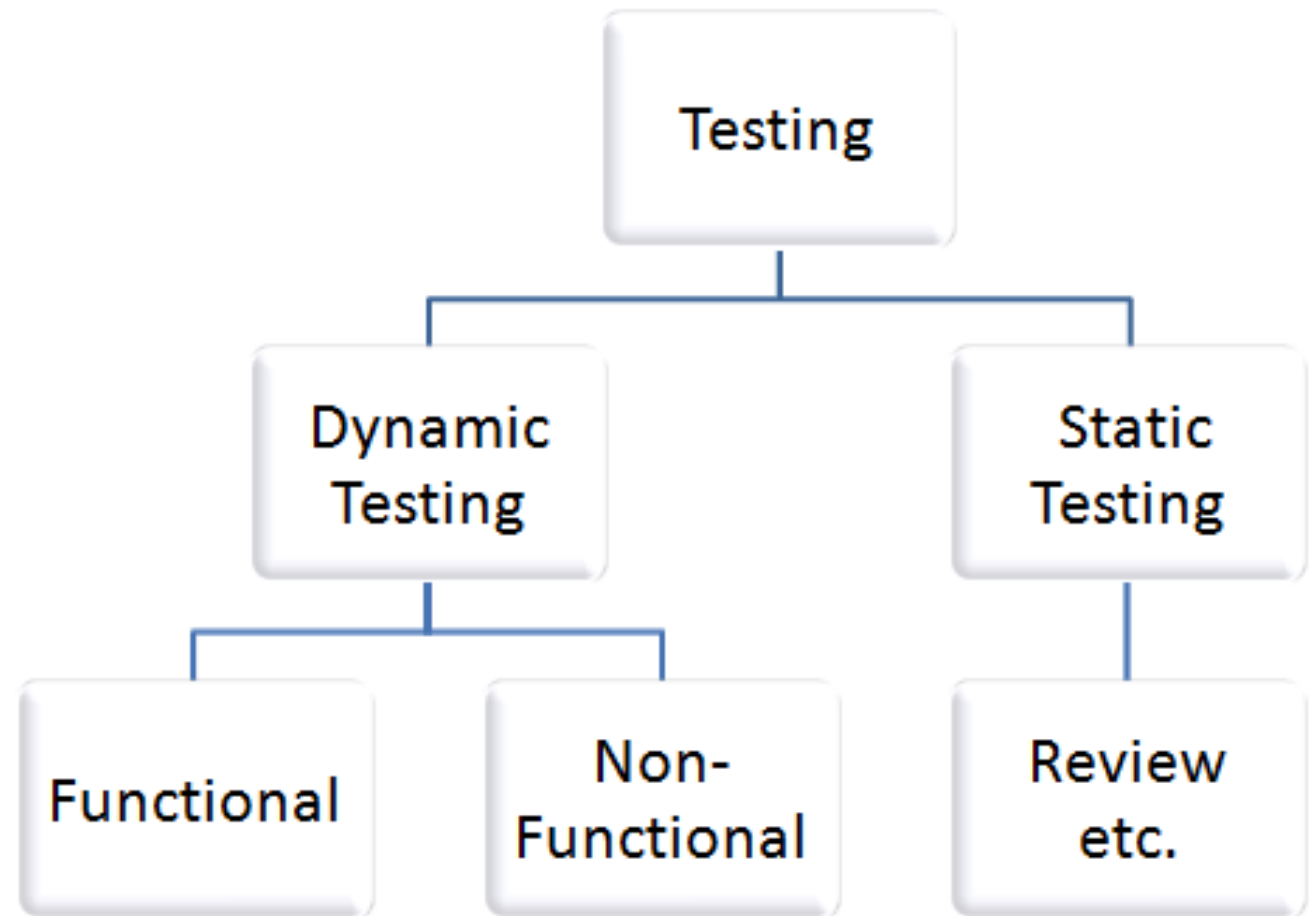 Testing
Dynamic
Testing
Static
Testing
Functional
Non-
Functional
Review
etc.